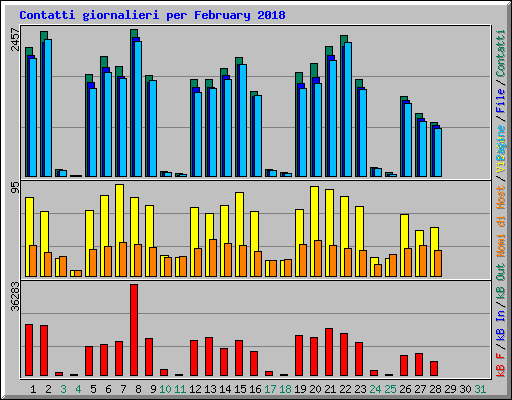 Contatti giornalieri per February 2018
2457
95
36283
kB F / kB In / kB Out Nomi di Host / Visite Pagine / File / Contatti
1 2 3 4 5 6 7 8 9 10 11 12 13 14 15 16 17 18 19 20 21 22 23 24 25 26 27 28 29 30 31